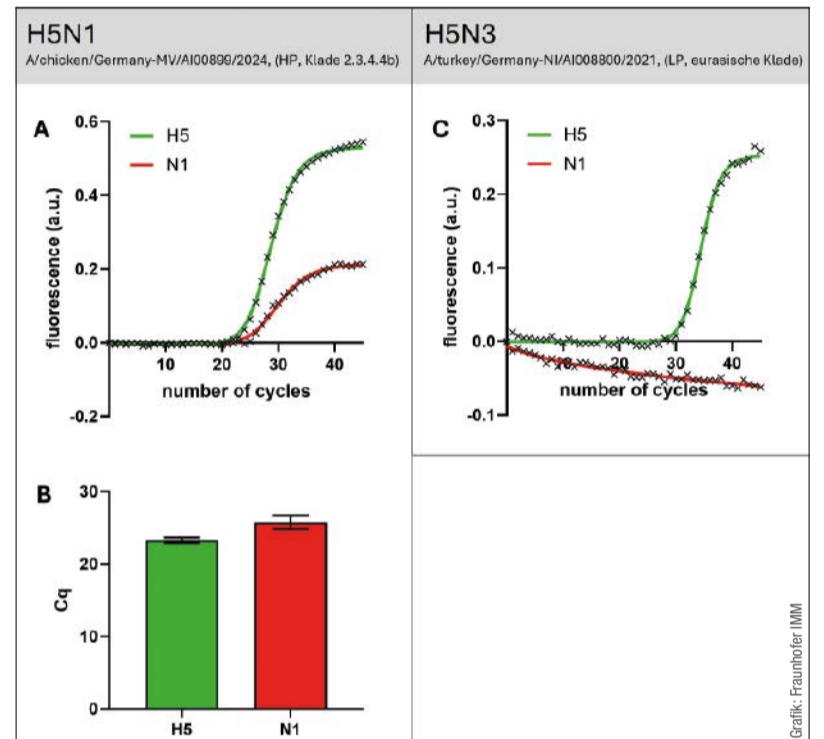 H5N1
A/chicken/Germany-MV/AI00899/2024, (HP, Klade 2.3.4.4b)
H5N3
A/turkey/Germany-NI/AI008800/2021, (LP, eurasische Klade)
A
H5
N1
fluorescence (a.u.)
0.6
0.4
0.2
0.0
-0.2
10
20
30
40
number of cycles
C
H5
N1
fluorescence (a.u.)
0.3
0.2
0.1
0.0
-0.1
10
20
30
40
number of cycles
B
Cq
30
20
10
0
H5
N1
Grafik: Fraunhofer IMM